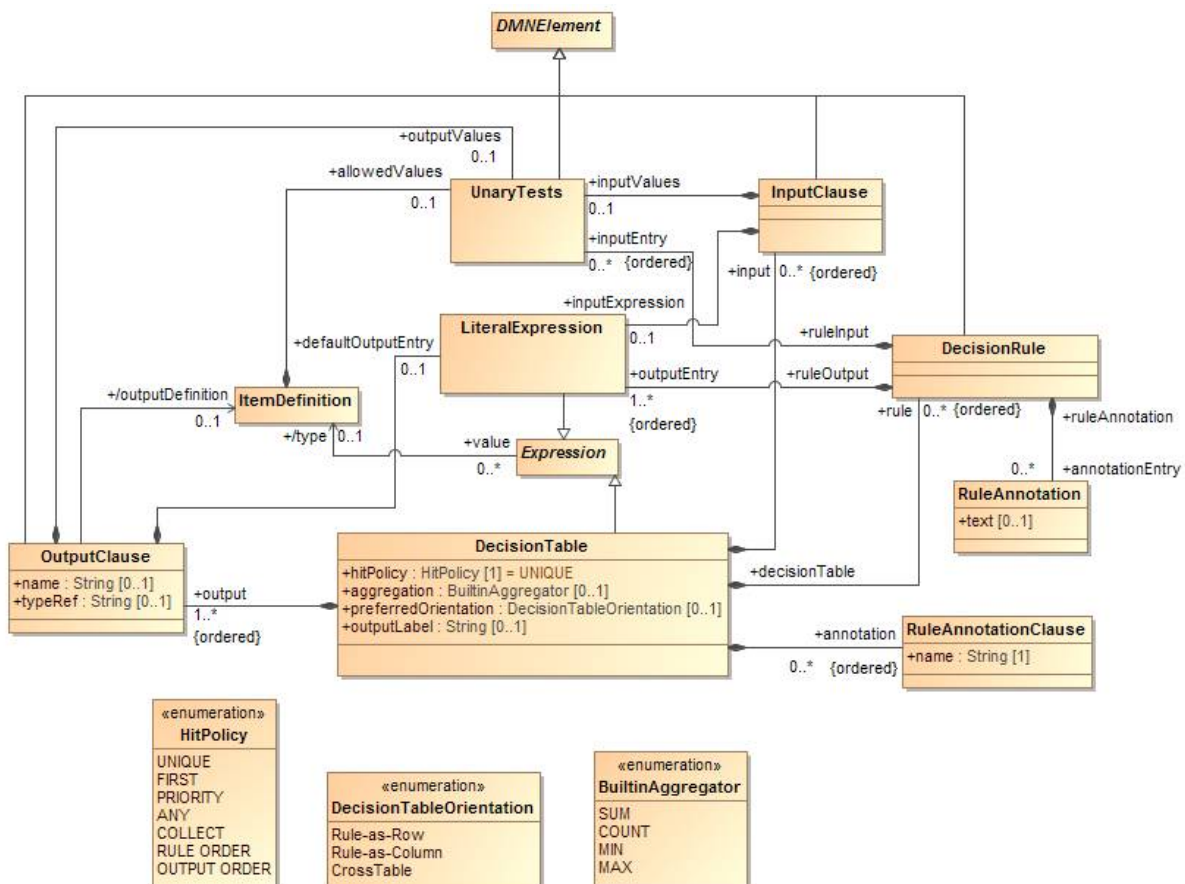 DMNElement
+outputValues
0..1
+allowedValues
0..1
UnaryTests
+inputValues
0..1
InputClause
+inputEntry
0..*
{ordered}
+input
0..*
{ordered}
+inputExpression
0..1
LiteralExpression
+defaultOutputEntry
0..1
+ruleInput
DecisionRule
+outputEntry
1..*
{ordered}
+ruleOutput
+rule
0..*
{ordered}
+/outputDefinition
0..1
ItemDefinition
+/type
0..1
+value
0..*
Expression
+ruleAnnotation
0..*
+annotationEntry
RuleAnnotation
+text [0..1]
OutputClause
+name : String [0..1]
+typeRef : String [0..1]
+output
1..*
{ordered}
DecisionTable
+hitPolicy : HitPolicy [1] = UNIQUE
+aggregation : BuiltinAggregator [0..1]
+preferredOrientation : DecisionTableOrientation [0..1]
+outputLabel : String [0..1]
+decisionTable
+annotation
0..*
{ordered}
RuleAnnotationClause
+name : String [1]
«enumeration»
HitPolicy
UNIQUE
FIRST
PRIORITY
ANY
COLLECT
RULE ORDER
OUTPUT ORDER
«enumeration»
DecisionTableOrientation
Rule-as-Row
Rule-as-Column
CrossTable
«enumeration»
BuiltinAggregator
SUM
COUNT
MIN
MAX